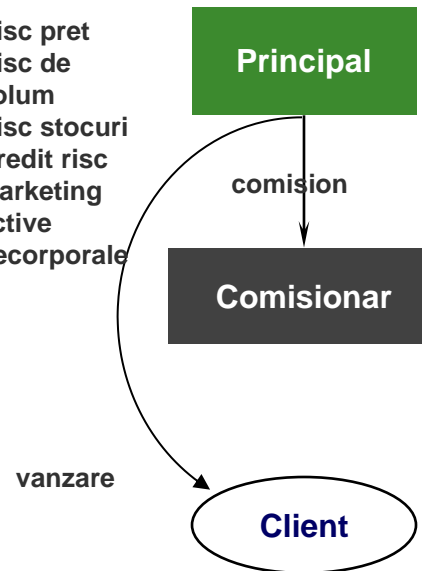 isc pret
isc de
olum
isc stocuri
redit risc
arketing
ctive
ecorporale
Principal
comision
Comisionar
vanzare
Client